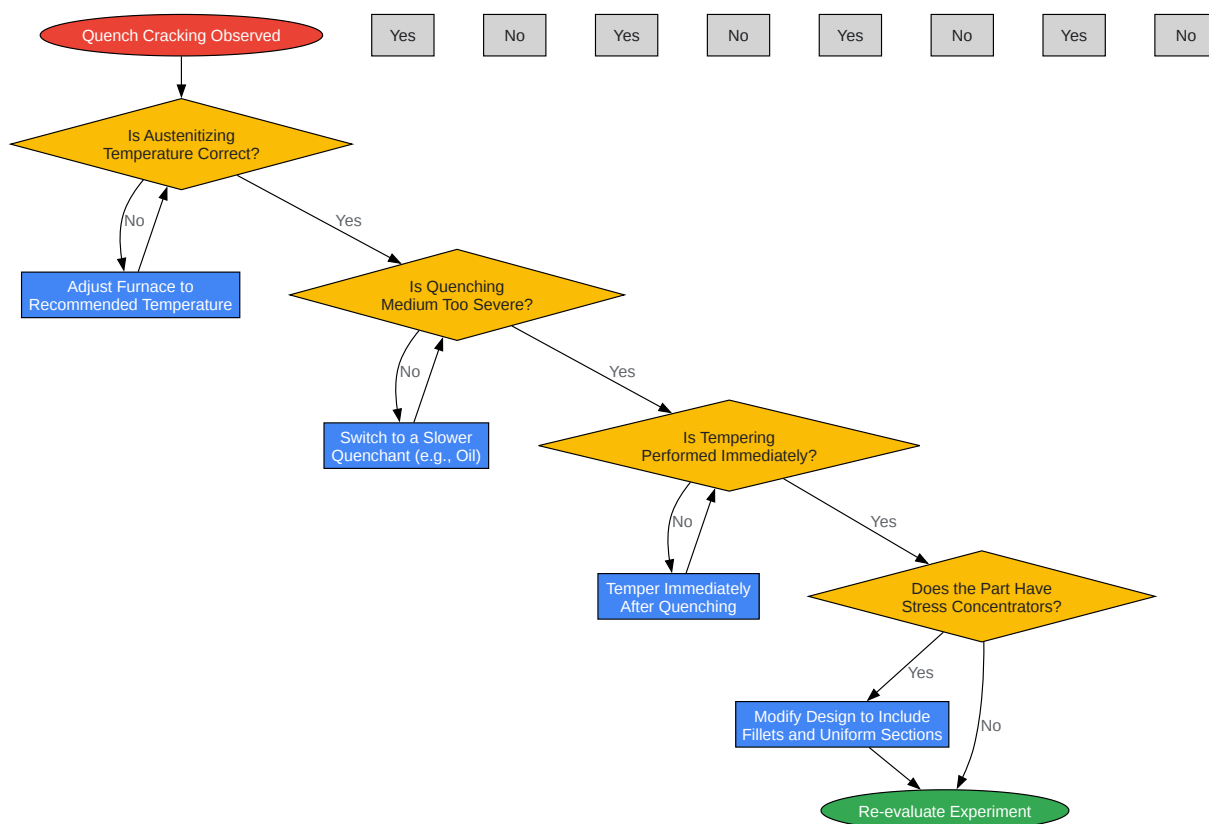 Quench Cracking Observed
Yes
No
Yes
No
Yes
No
Yes
No
Is Austenitizing
Temperature Correct?
No
Yes
Adjust Furnace to
Recommended Temperature
Is Quenching
Medium Too Severe?
No
Yes
Switch to a Slower
Quenchant (e.g., Oil)
Is Tempering
Performed Immediately?
No
Yes
Temper Immediately
After Quenching
Does the Part Have
Stress Concentrators?
Yes
No
Modify Design to Include
Fillets and Uniform Sections
Re-evaluate Experiment